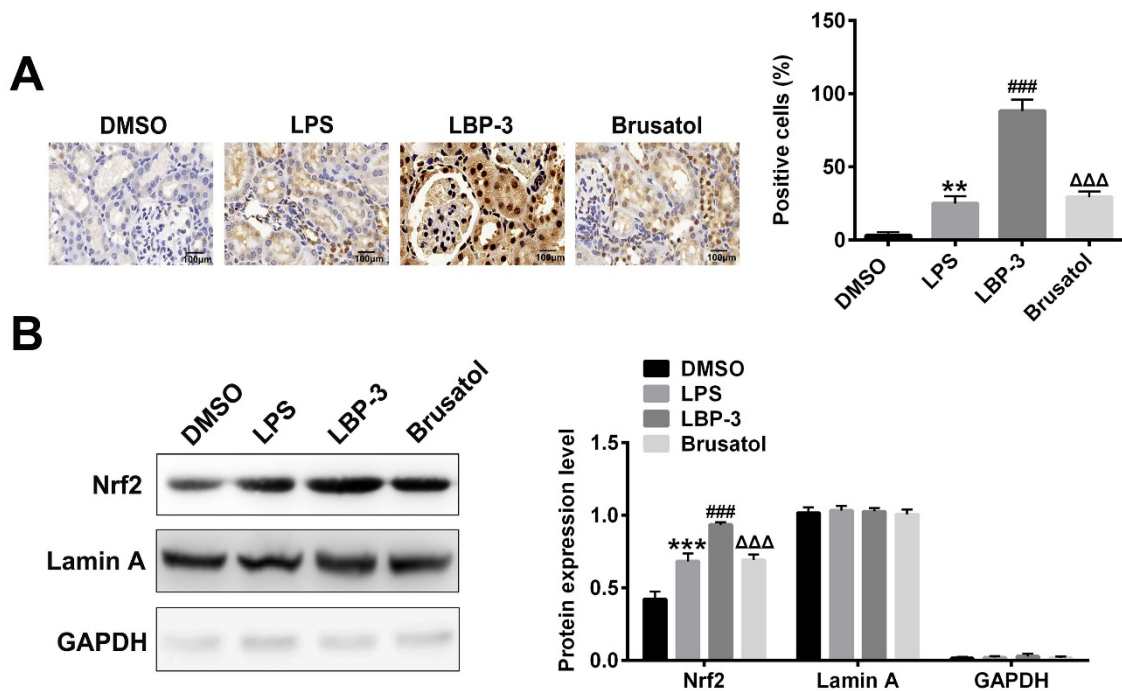 A
DMSO
LPS
LBP-3
Brusatol
100μm
100μm
100μm
100μm
Positive cells (%)
150
100
50
0
**
###
ΔΔΔ
DMSO
LPS
LBP-3
Brusatol
B
DMSO
LPS
LBP-3
Brusatol
Nrf2
Lamin A
GAPDH
DMSO
LPS
LBP-3
Brusatol
Protein expression level
1.5
1.0
0.5
0.0
***
###
ΔΔΔ
Nrf2
Lamin A
GAPDH